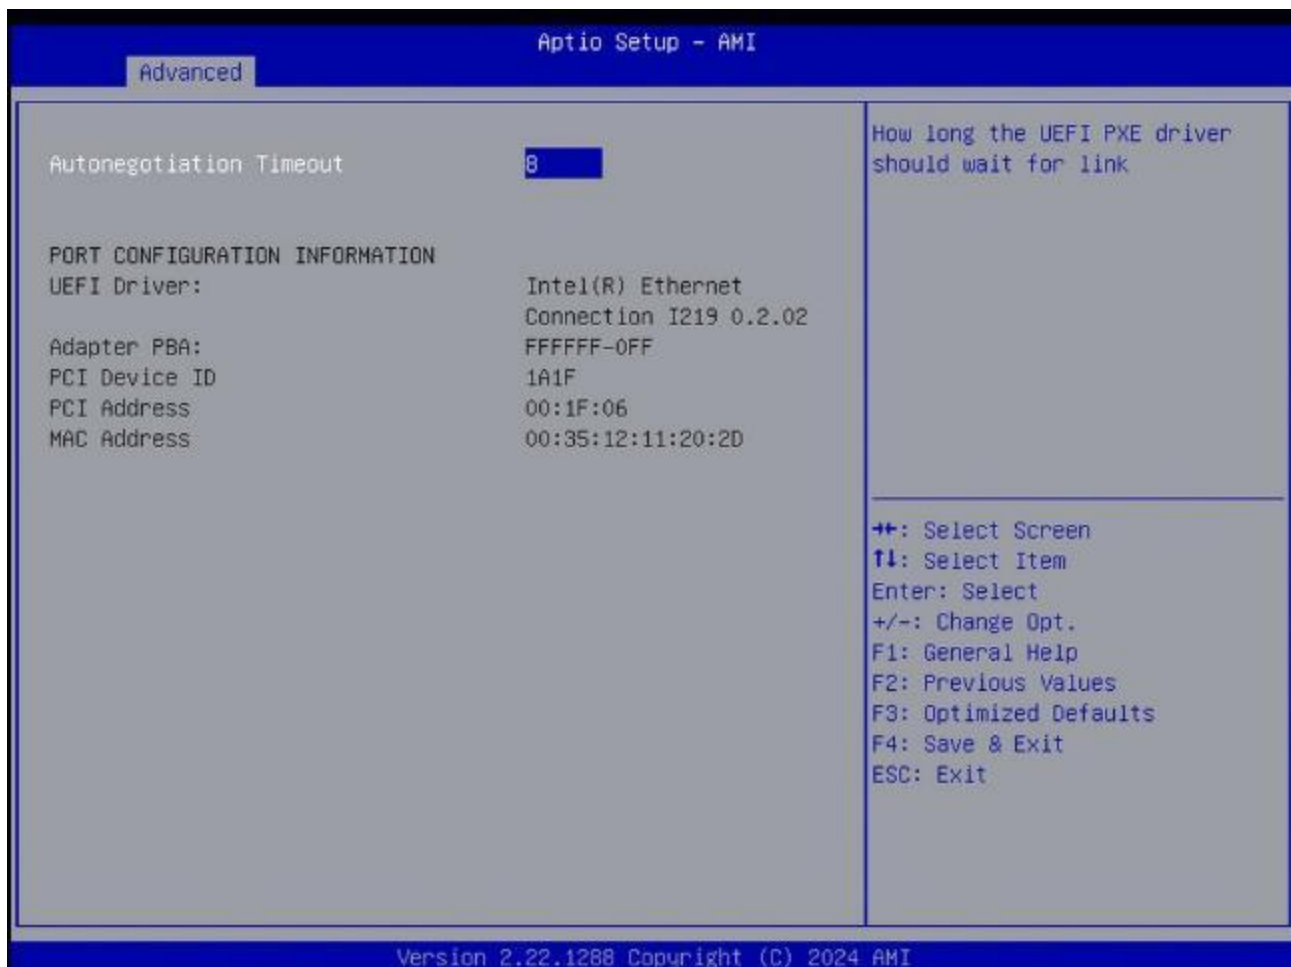 Aptio Setup - AMI
Advanced
Autonegotiation Timeout 8
PORT CONFIGURATION INFORMATION
UEFI Driver: Intel(R) Ethernet
Connection I219 0.2.02
Adapter PBA: FFFFFF-0FF
PCI Device ID 1A1F
PCI Address 00:1F:06
MAC Address 00:35:12:11:20:2D
How long the UEFI PXE driver
should wait for link
→←: Select Screen
↑↓: Select Item
Enter: Select
+/-: Change Opt.
F1: General Help
F2: Previous Values
F3: Optimized Defaults
F4: Save & Exit
ESC: Exit
Version 2.22.1288 Copyright (C) 2024 AMI